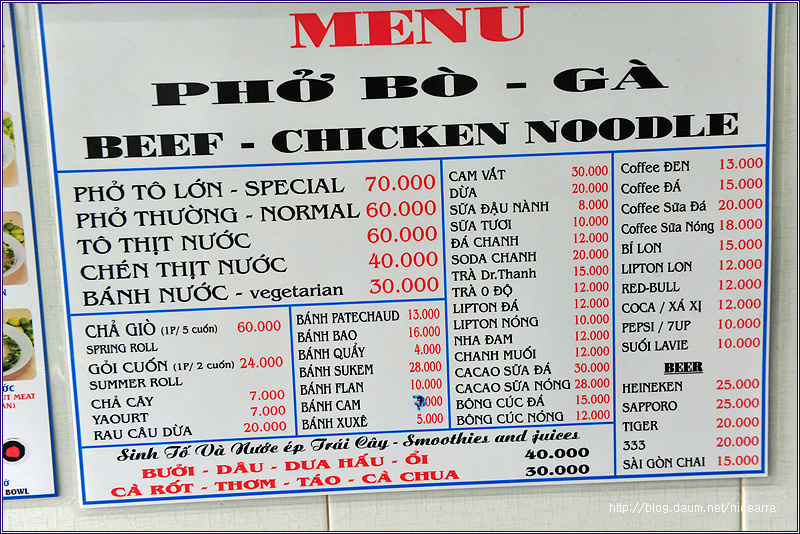 MENU
PHỞ BÒ - GÀ
BEEF - CHICKEN NOODLE
PHỞ TÔ LỚN - SPECIAL 70.000
PHỞ THƯỜNG - NORMAL 60.000
TÔ THỊT NƯỚC 60.000
CHÉN THỊT NƯỚC 40.000
BÁNH NƯỚC - vegetarian 30.000
CHẢ GIÒ (1P/ 5 cuốn) 60.000
SPRING ROLL
GỎI CUỐN (1P/ 2 cuốn) 24.000
SUMMER ROLL
CHẢ CÂY 7.000
YAOURT 7.000
RAU CÂU DỪA 20.000
BÁNH PATECHAUD 13.000
BÁNH BAO 16.000
BÁNH QUẨY 4.000
BÁNH SUKEM 28.000
BÁNH FLAN 10.000
BÁNH CAM .000
BÁNH XUXÊ 5.000
CAM VẮT 30.000
DỪA 20.000
SỮA ĐẬU NÀNH 8.000
SỮA TƯƠI 10.000
ĐÁ CHANH 12.000
SODA CHANH 20.000
TRÀ Dr.Thanh 15.000
TRÀ 0 ĐỘ 12.000
LIPTON ĐÁ 12.000
LIPTON NÓNG 10.000
NHA ĐAM 12.000
CHANH MUỐI 12.000
CACAO SỮA ĐÁ 30.000
CACAO SỮA NÓNG 28.000
BÔNG CÚC ĐÁ 15.000
BÔNG CÚC NÓNG 12.000
Coffee ĐEN 13.000
Coffee ĐÁ 15.000
Coffee Sữa Đá 20.000
Coffee Sữa Nóng 18.000
BÍ LON 15.000
LIPTON LON 12.000
RED-BULL 12.000
COCA / XÁ XỊ 12.000
PEPSI / 7UP 10.000
SUỐI LAVIE 10.000
BEER
HEINEKEN 25.000
SAPPORO 25.000
TIGER 20.000
333 20.000
SÀI GÒN CHAI 15.000
Sinh Tố Và Nước ép Trái Cây - Smoothies and juices
BƯỞI - DÂU - DƯA HẤU - ỔI 40.000
CÀ RỐT - THƠM - TÁO - CÀ CHUA 30.000
BOWL
http://blog.daum.net/nicearra